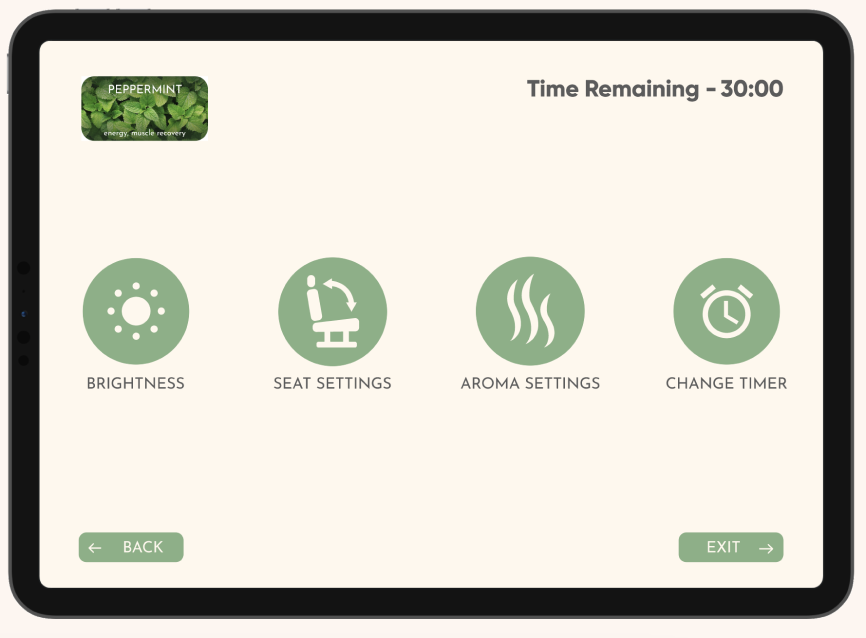 PEPPERMINT
energy, muscle recovery
Time Remaining - 30:00
BRIGHTNESS
SEAT SETTINGS
AROMA SETTINGS
CHANGE TIMER
← BACK
EXIT →